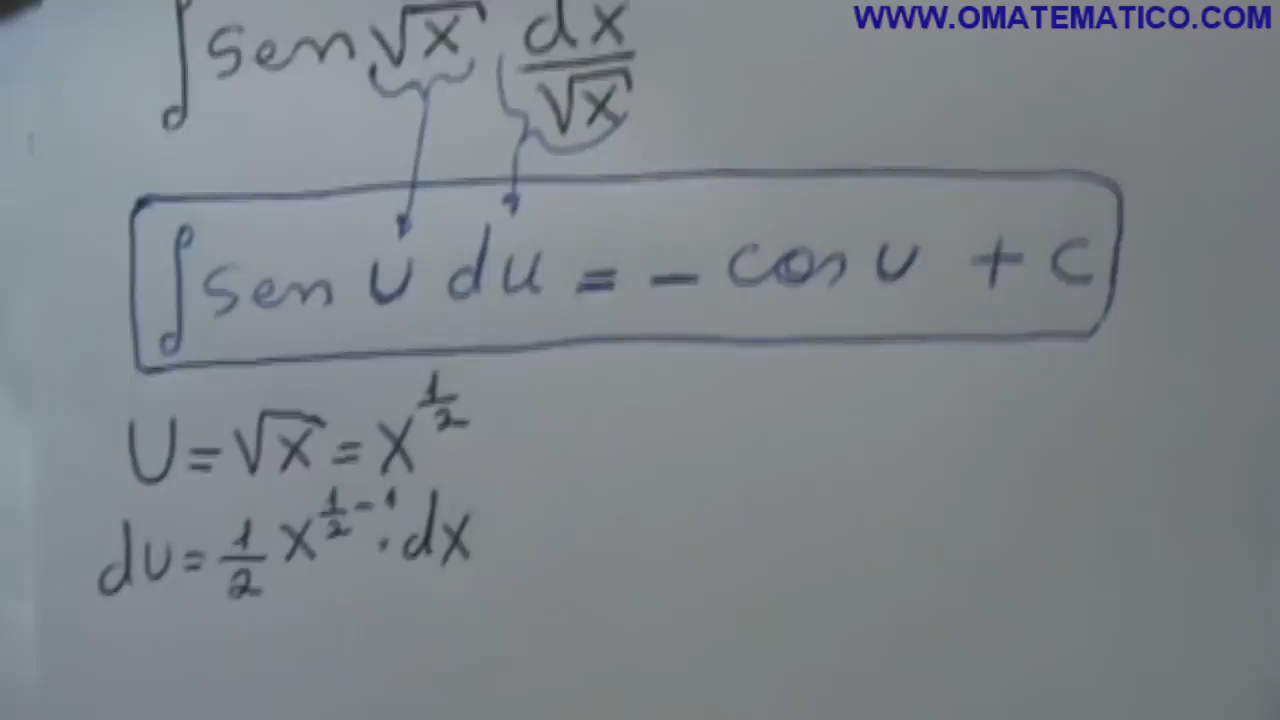 WWW.OMATEMATICO.COM
∫ sen √x dx/√x
∫ sen u du = - cos u + c
U = √x = x^(1/2)
du = 1/2 x^(1/2 - 1) . dx